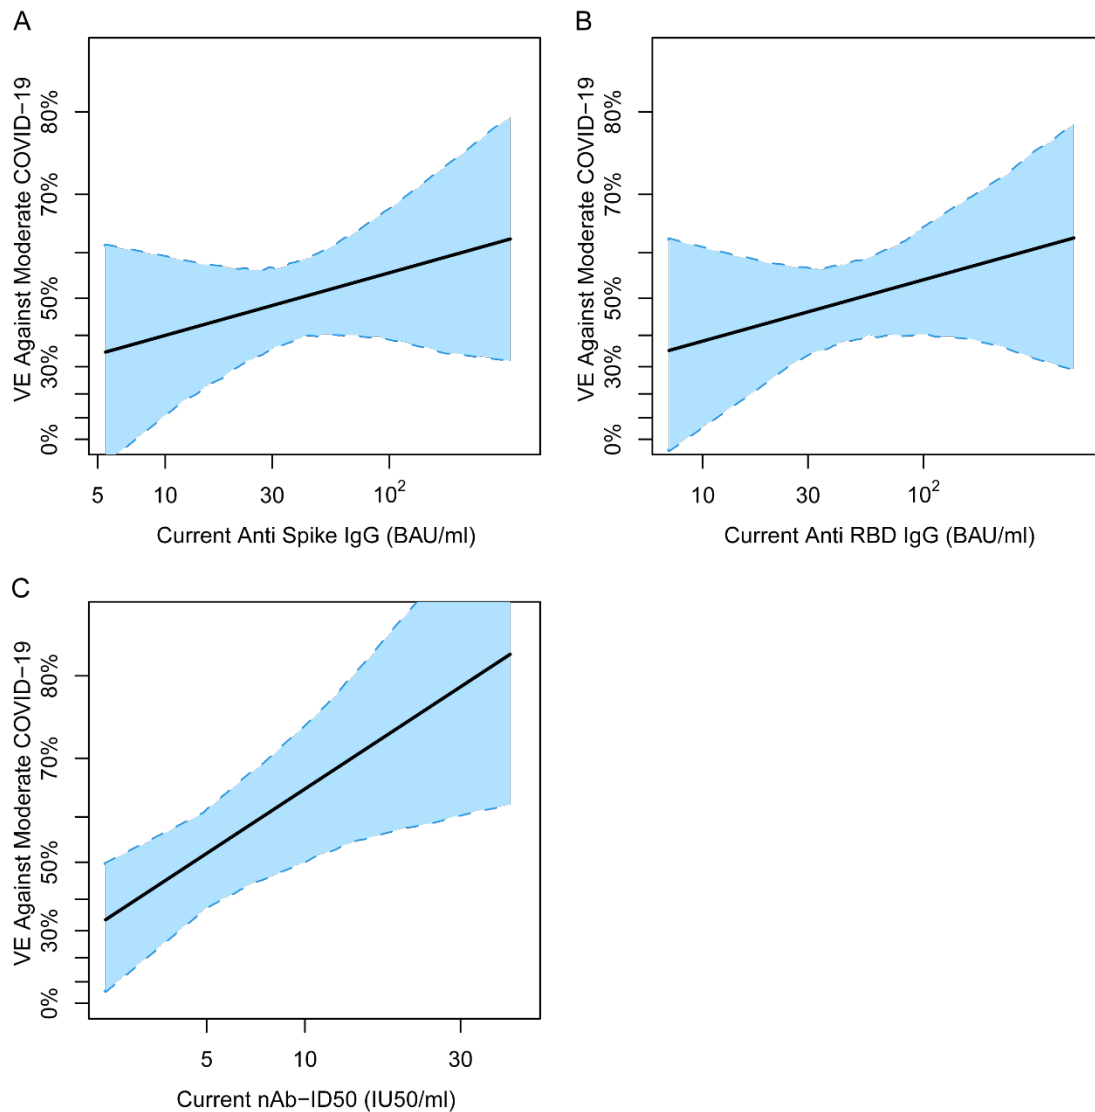 A
VE Against Moderate COVID−19
80%
70%
50%
30%
0%
5 10 30 10²
Current Anti Spike IgG (BAU/ml)
B
VE Against Moderate COVID−19
80%
70%
50%
30%
0%
10 30 10²
Current Anti RBD IgG (BAU/ml)
C
VE Against Moderate COVID−19
80%
70%
50%
30%
0%
5 10 30
Current nAb−ID50 (IU50/ml)